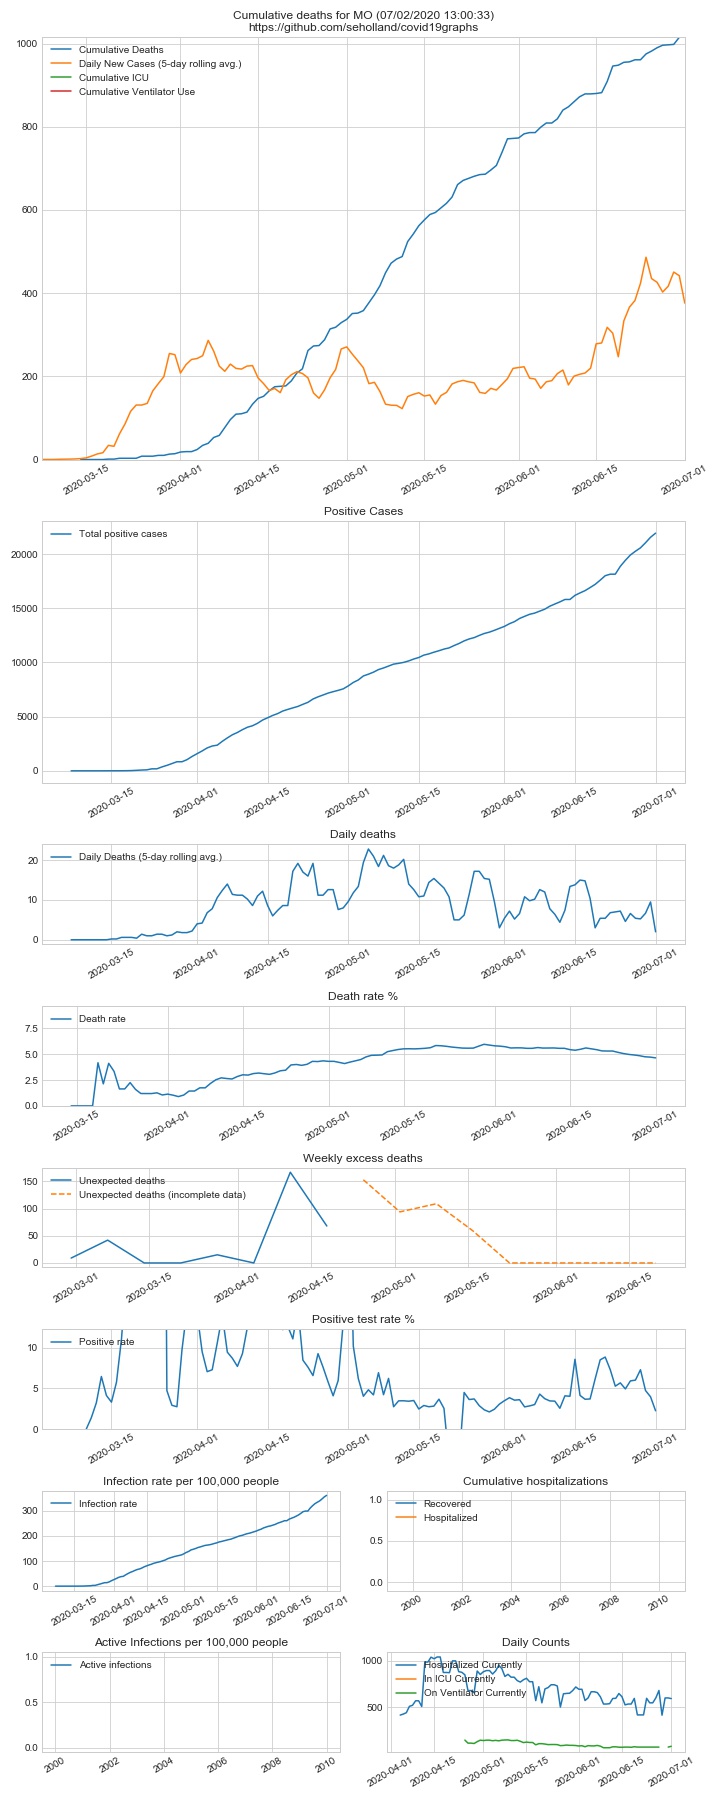 Cumulative deaths for MO (07/02/2020 13:00:33)
https://github.com/seholland/covid19graphs
Cumulative Deaths
Daily New Cases (5-day rolling avg.)
Cumulative ICU
Cumulative Ventilator Use
1000
800
600
400
200
0
2020-03-15 2020-04-01 2020-04-15 2020-05-01 2020-05-15 2020-06-01 2020-06-15 2020-07-01
Positive Cases
Total positive cases
20000
15000
10000
5000
0
2020-03-15 2020-04-01 2020-04-15 2020-05-01 2020-05-15 2020-06-01 2020-06-15 2020-07-01
Daily deaths
Daily Deaths (5-day rolling avg.)
20
10
0
2020-03-15 2020-04-01 2020-04-15 2020-05-01 2020-05-15 2020-06-01 2020-06-15 2020-07-01
Death rate %
Death rate
7.5
5.0
2.5
0.0
2020-03-15 2020-04-01 2020-04-15 2020-05-01 2020-05-15 2020-06-01 2020-06-15 2020-07-01
Weekly excess deaths
Unexpected deaths
Unexpected deaths (incomplete data)
150
100
50
0
2020-03-01 2020-03-15 2020-04-01 2020-04-15 2020-05-01 2020-05-15 2020-06-01 2020-06-15
Positive test rate %
Positive rate
10
5
0
2020-03-15 2020-04-01 2020-04-15 2020-05-01 2020-05-15 2020-06-01 2020-06-15 2020-07-01
Infection rate per 100,000 people
Infection rate
300
200
100
0
2020-03-15 2020-04-01 2020-04-15 2020-05-01 2020-05-15 2020-06-01 2020-06-15 2020-07-01
Cumulative hospitalizations
Recovered
Hospitalized
1.0
0.5
0.0
2000 2002 2004 2006 2008 2010
Active Infections per 100,000 people
Active infections
1.0
0.5
0.0
2000 2002 2004 2006 2008 2010
Daily Counts
Hospitalized Currently
In ICU Currently
On Ventilator Currently
1000
500
2020-04-01 2020-04-15 2020-05-01 2020-05-15 2020-06-01 2020-06-15 2020-07-01